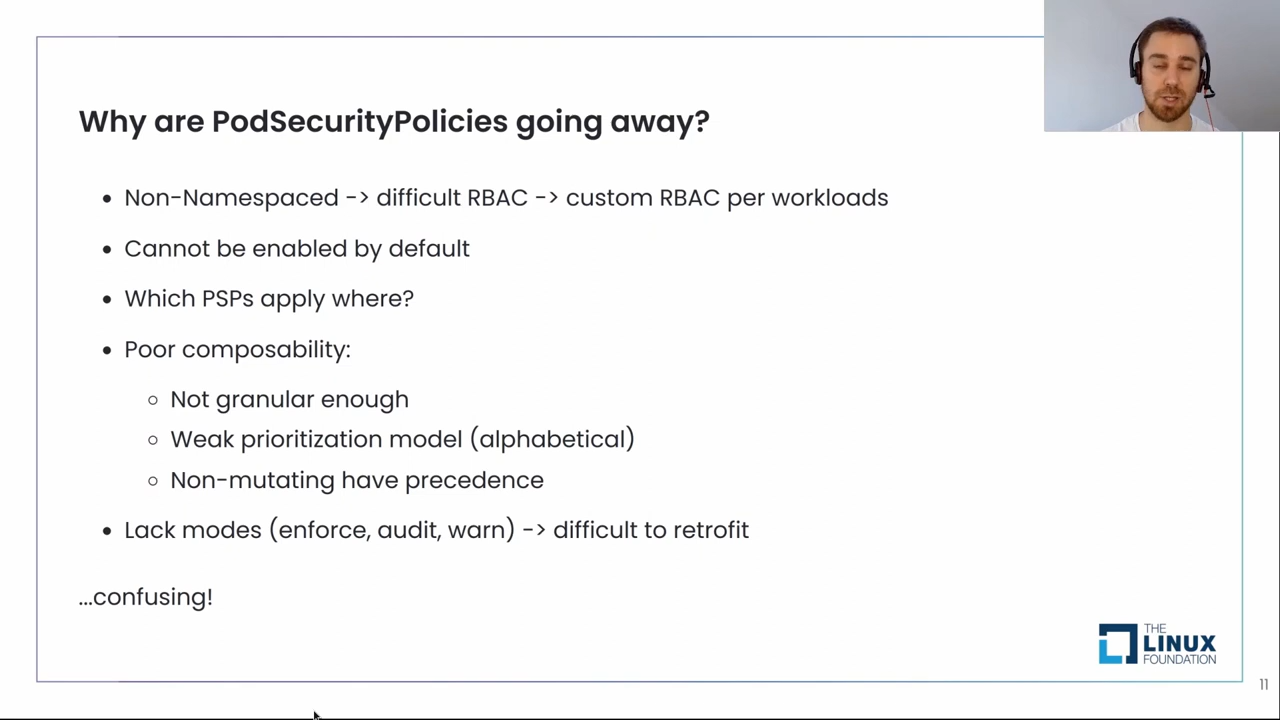 Why are PodSecurityPolicies going away?
• Non-Namespaced -> difficult RBAC -> custom RBAC per workloads
• Cannot be enabled by default
• Which PSPs apply where?
• Poor composability:
○ Not granular enough
○ Weak prioritization model (alphabetical)
○ Non-mutating have precedence
• Lack modes (enforce, audit, warn) -> difficult to retrofit
...confusing!
THE
LINUX
FOUNDATION
11